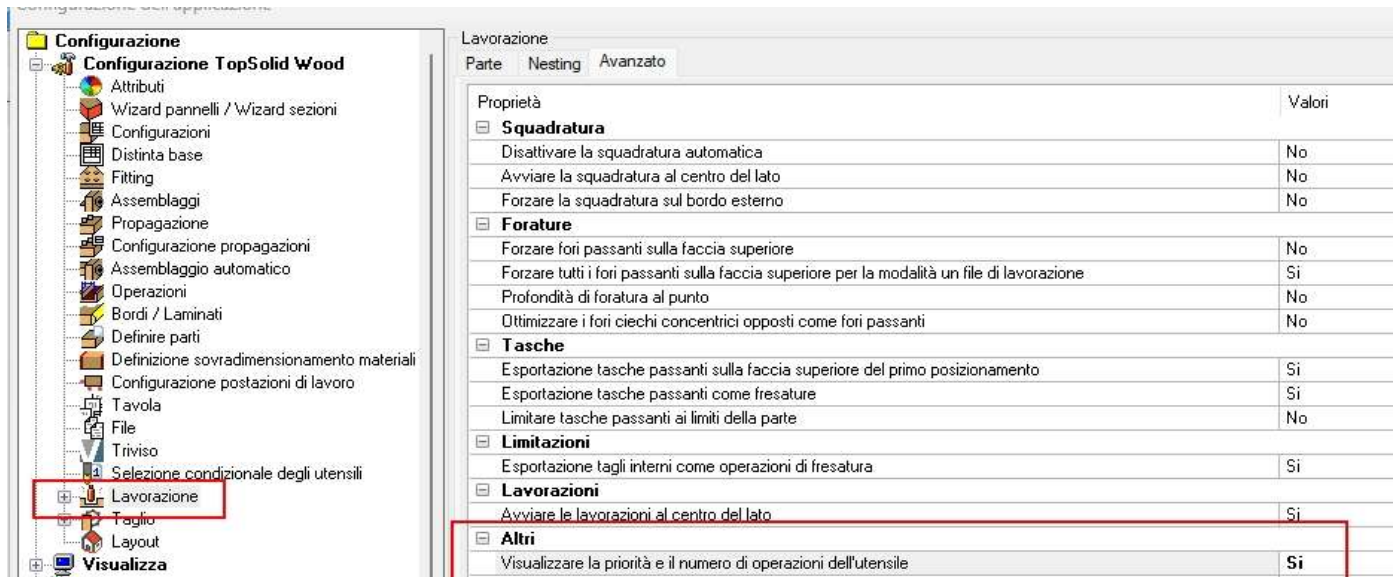 Configurazione dell'applicazione
Configurazione
Configurazione TopSolid Wood
Attributi
Wizard pannelli / Wizard sezioni
Configurazioni
Distinta base
Fitting
Assemblaggi
Propagazione
Configurazione propagazioni
Assemblaggio automatico
Operazioni
Bordi / Laminati
Definire parti
Definizione sovradimensionamento materiali
Configurazione postazioni di lavoro
Tavola
File
Triviso
Selezione condizionale degli utensili
Lavorazione
Taglio
Layout
Visualizza
Lavorazione
Parte Nesting Avanzato
Proprietà Valori
Squadratura
Disattivare la squadratura automatica No
Avviare la squadratura al centro del lato No
Forzare la squadratura sul bordo esterno No
Forature
Forzare fori passanti sulla faccia superiore No
Forzare tutti i fori passanti sulla faccia superiore per la modalità un file di lavorazione Si
Profondità di foratura al punto No
Ottimizzare i fori ciechi concentrici opposti come fori passanti No
Tasche
Esportazione tasche passanti sulla faccia superiore del primo posizionamento Si
Esportazione tasche passanti come fresature Si
Limitare tasche passanti ai limiti della parte No
Limitazioni
Esportazione tagli interni come operazioni di fresatura Si
Lavorazioni
Avviare le lavorazioni al centro del lato Si
Altri
Visualizzare la priorità e il numero di operazioni dell'utensile Si